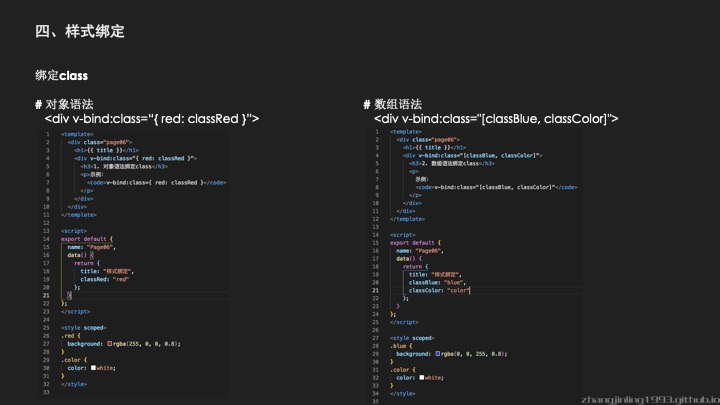 四、样式绑定
绑定class
# 对象语法
<div v-bind:class="{ red: classRed }">
1 <template>
2 <div class="page06">
3 <h1>{{ title }}</h1>
4 <div v-bind:class="{ red: classRed }">
5 <h3>1. 对象语法绑定class</h3>
6 <p>示例:
7 <code>v-bind:class={ red: classRed }</code>
8 </p>
9 </div>
10 </div>
11 </template>
12
13 <script>
14 export default {
15 name: "Page06",
16 data() {
17 return {
18 title: "样式绑定",
19 classRed: "red"
20 };
21 }
22 };
23 </script>
24
25 <style scoped>
26 .red {
27 background: rgba(255, 0, 0, 0.8);
28 }
29 .color {
30 color: white;
31 }
32 </style>
33
# 数组语法
<div v-bind:class="[classBlue, classColor]">
1 <template>
2 <div class="page06">
3 <h1>{{ title }}</h1>
4 <div v-bind:class="[classBlue, classColor]">
5 <h3>2. 数组语法绑定class</h3>
6 <p>
7 示例:
8 <code>v-bind:class="[classBlue, classColor]"</code>
9 </p>
10 </div>
11 </div>
12 </template>
13
14 <script>
15 export default {
16 name: "Page06",
17 data() {
18 return {
19 title: "样式绑定",
20 classBlue: "blue",
21 classColor: "color"
22 };
23 }
24 };
25 </script>
26
27 <style scoped>
28 .blue {
29 background: rgba(0, 0, 255, 0.8);
30 }
31 .color {
32 color: white;
33 }
34 </style>
35
zhangjinling1993.github.io